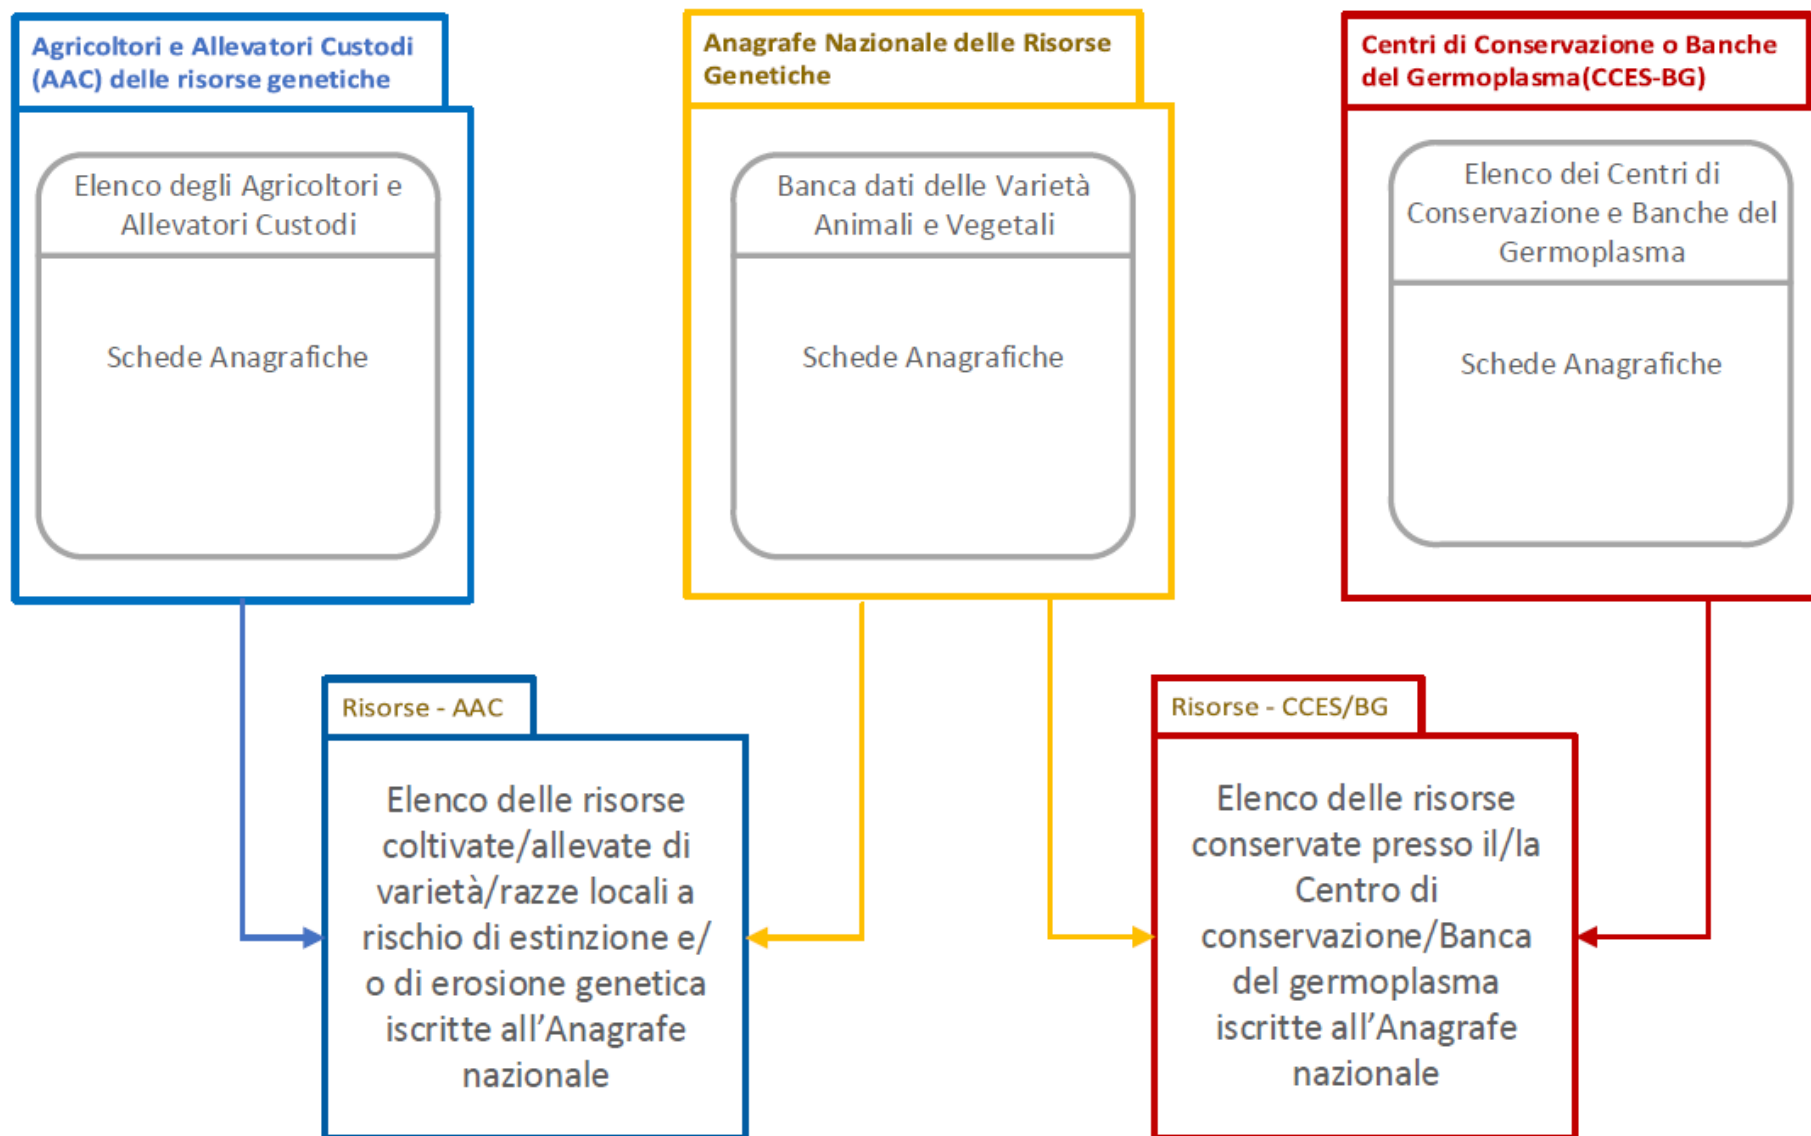 Agricoltori e Allevatori Custodi
(AAC) delle risorse genetiche
Elenco degli Agricoltori e
Allevatori Custodi
Schede Anagrafiche
Anagrafe Nazionale delle Risorse
Genetiche
Banca dati delle Varietà
Animali e Vegetali
Schede Anagrafiche
Centri di Conservazione o Banche
del Germoplasma(CCES-BG)
Elenco dei Centri di
Conservazione e Banche del
Germoplasma
Schede Anagrafiche
Risorse - AAC
Elenco delle risorse
coltivate/allevate di
varietà/razze locali a
rischio di estinzione e/
o di erosione genetica
iscritte all’Anagrafe
nazionale
Risorse - CCES/BG
Elenco delle risorse
conservate presso il/la
Centro di
conservazione/Banca
del germoplasma
iscritte all’Anagrafe
nazionale